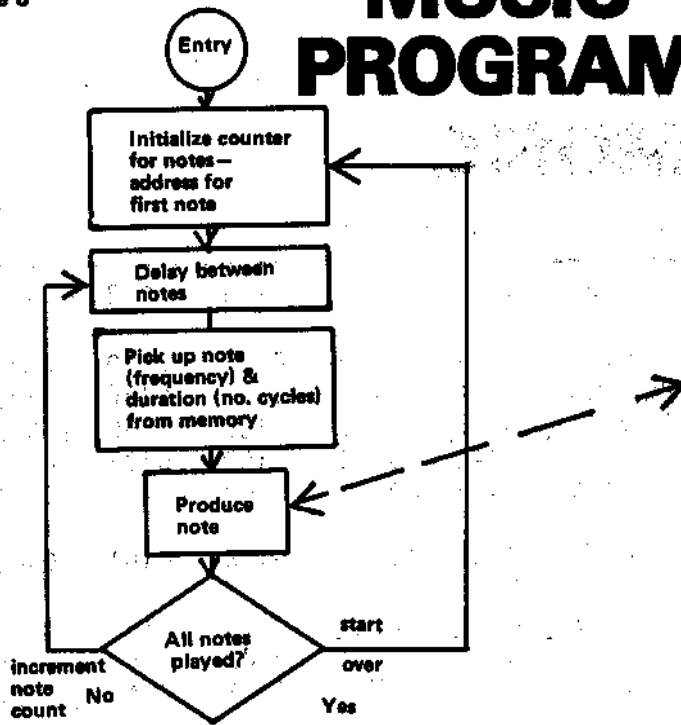 MUSIC
PROGRAM
Entry
Initialize counter
for notes—
address for
first note
Delay between
notes
Pick up note
(frequency) &
duration (no. cycles)
from memory
Produce
note
All notes
played?
start
over
increment
note
count
No
Yes